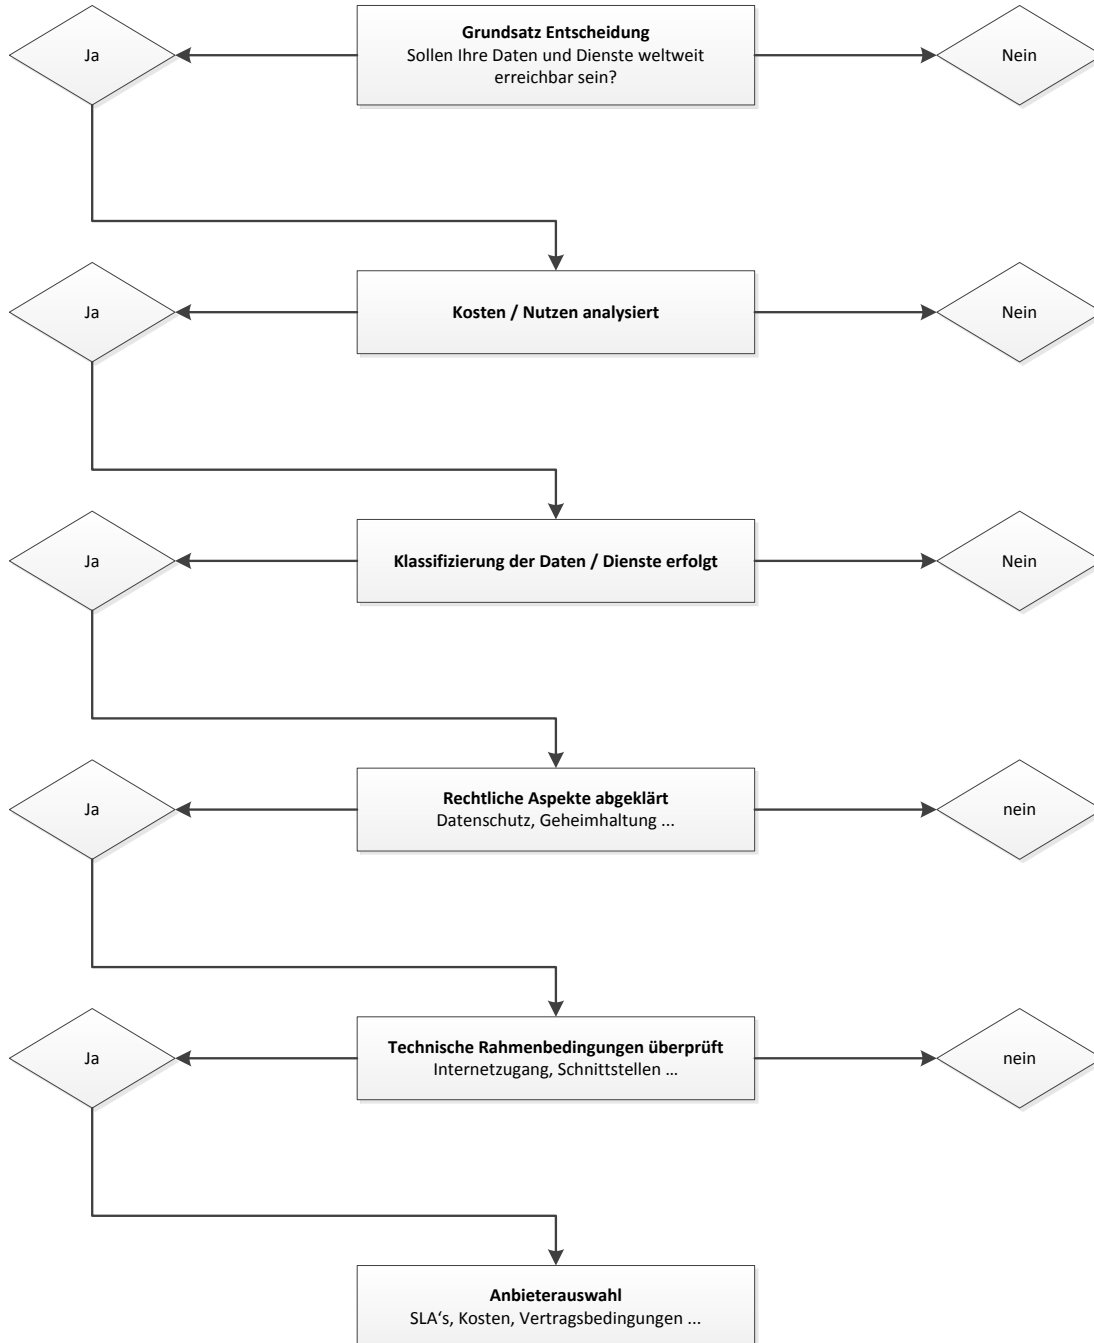 Ja
Grundsatz Entscheidung
Sollen Ihre Daten und Dienste weltweit
erreichbar sein?
Nein
Ja
Kosten / Nutzen analysiert
Nein
Ja
Klassifizierung der Daten / Dienste erfolgt
Nein
Ja
Rechtliche Aspekte abgeklärt
Datenschutz, Geheimhaltung ...
nein
Ja
Technische Rahmenbedingungen überprüft
Internetzugang, Schnittstellen ...
nein
Anbieterauswahl
SLA‘s, Kosten, Vertragsbedingungen ...